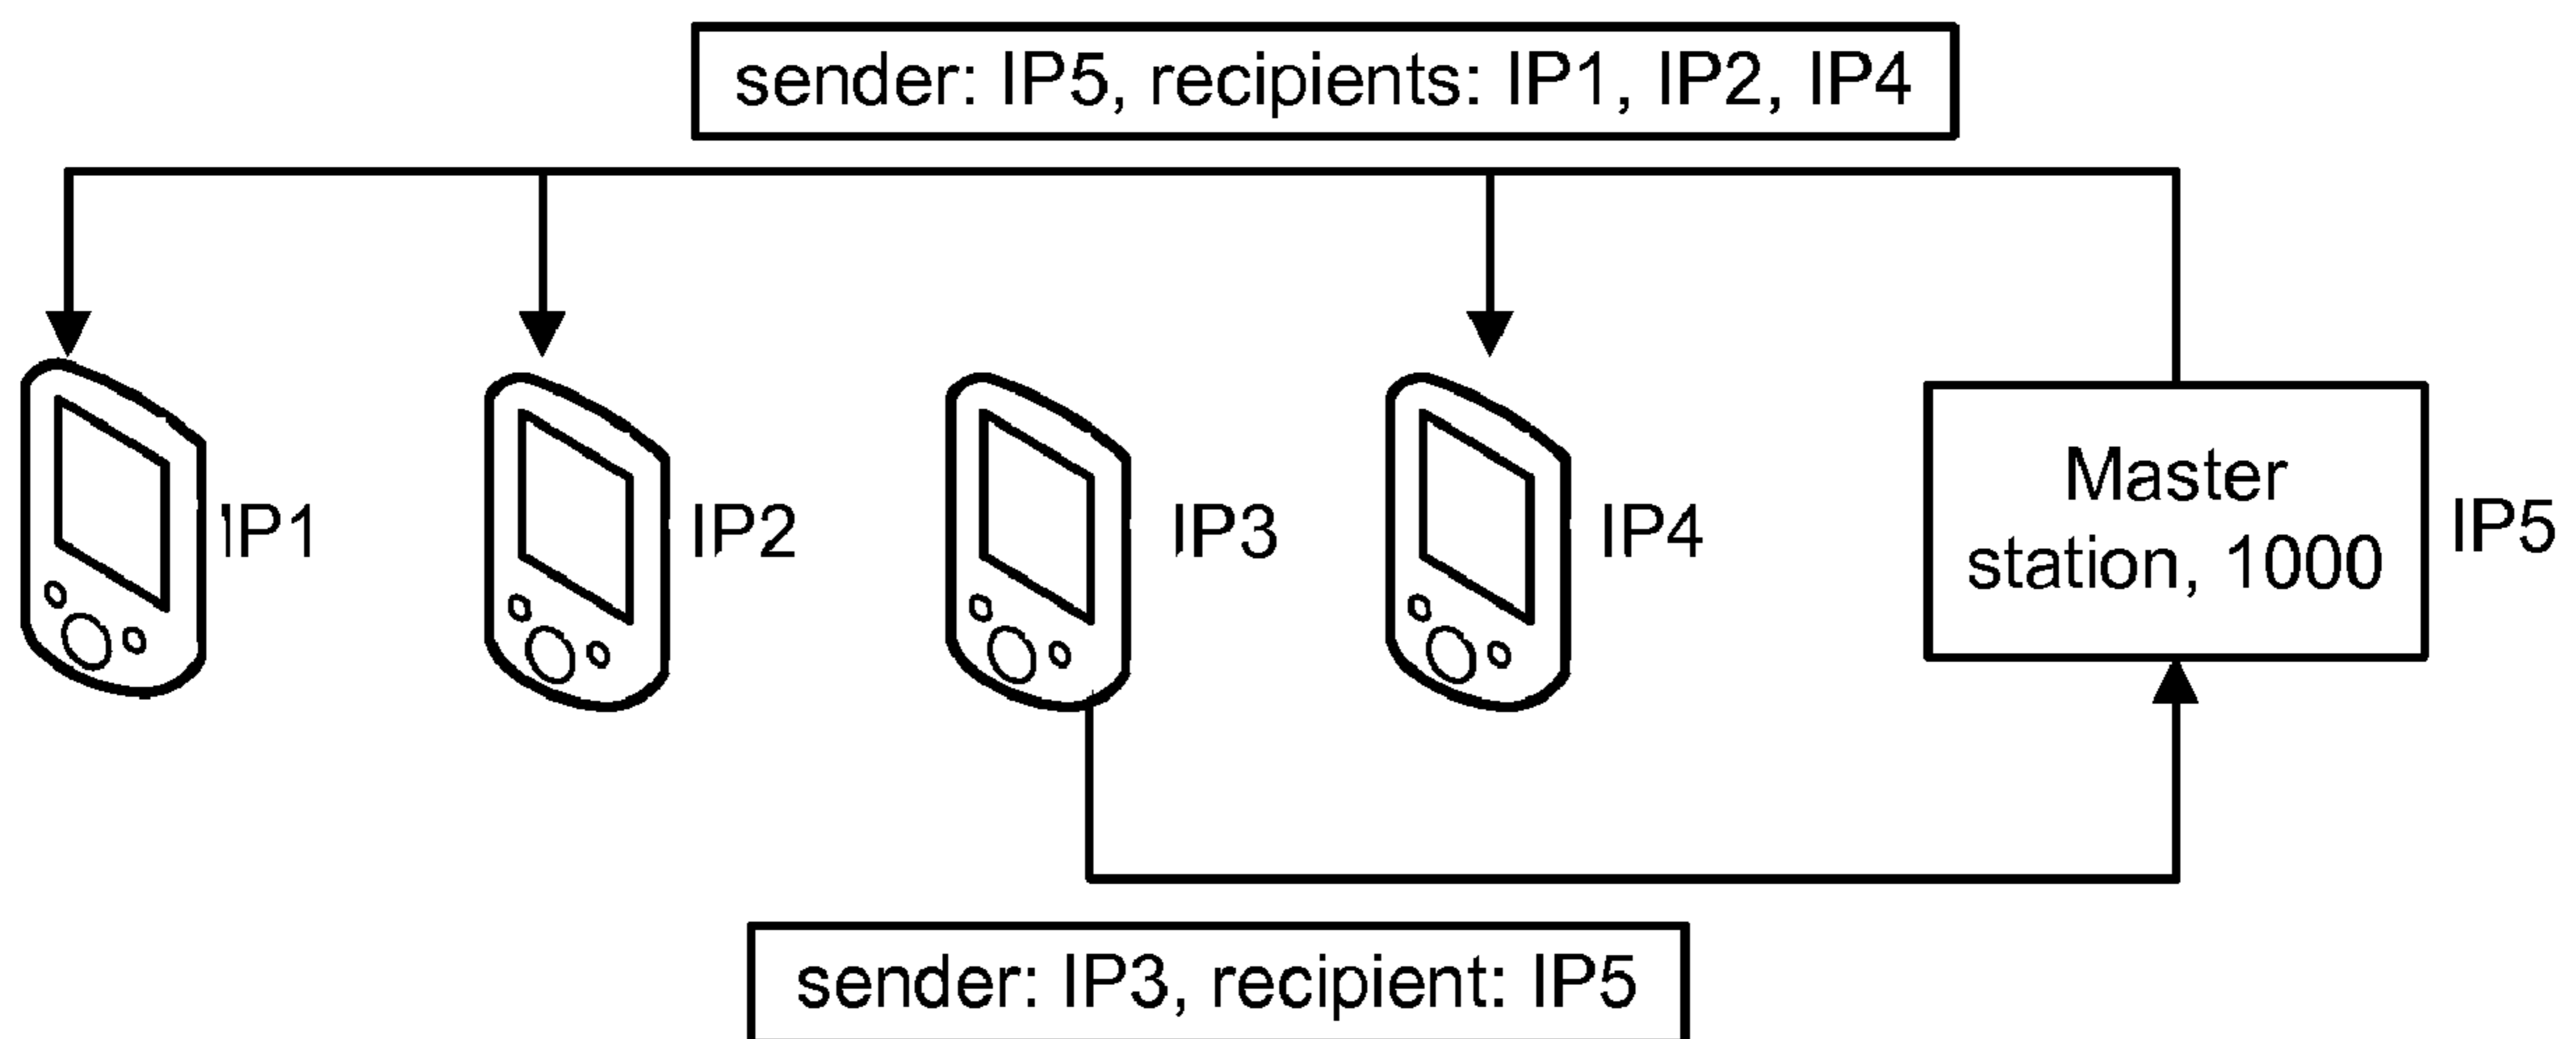 sender: IP5, recipients: IP1, IP2, IP4
IP1
IP2
IP3
IP4
Master
station, 1000
IP5
sender: IP3, recipient: IP5